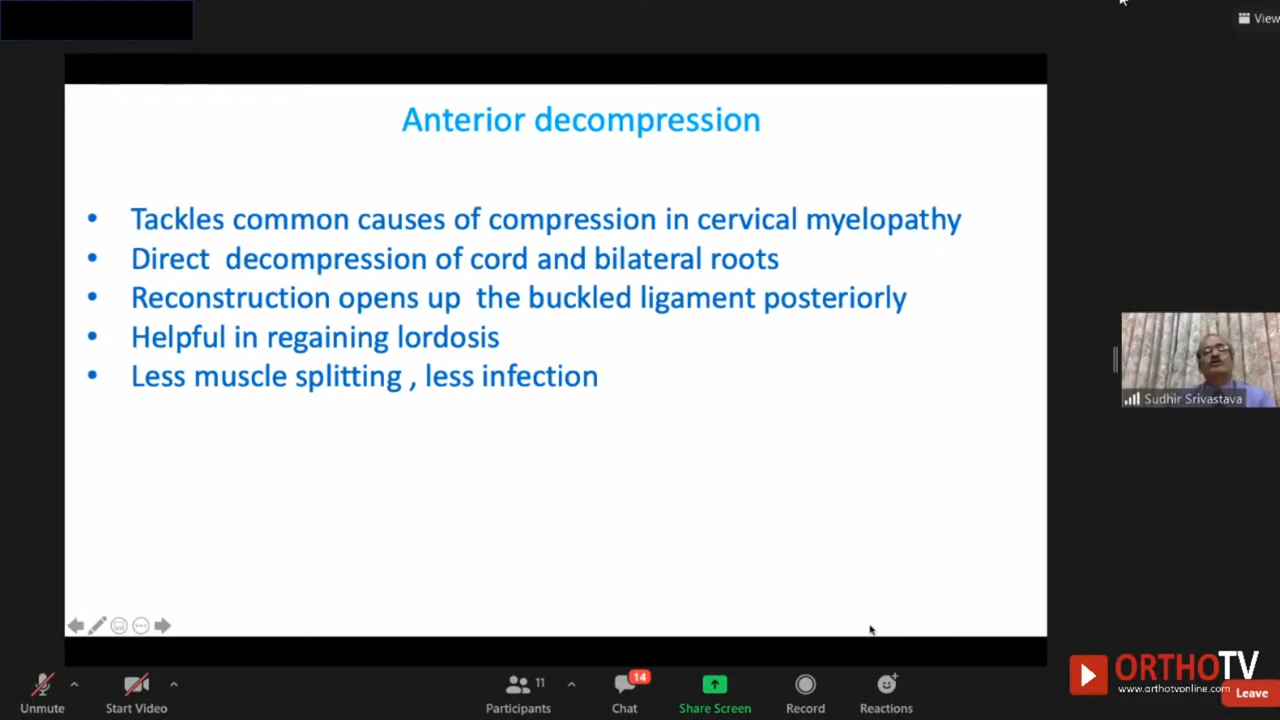 View
Anterior decompression
• Tackles common causes of compression in cervical myelopathy
• Direct decompression of cord and bilateral roots
• Reconstruction opens up the buckled ligament posteriorly
• Helpful in regaining lordosis
• Less muscle splitting , less infection
Sudhir Srivastava
ORTHOTV
www.orthotvonline.com
Unmute
Start Video
11
Participants
14
Chat
Share Screen
Record
Reactions
Leave